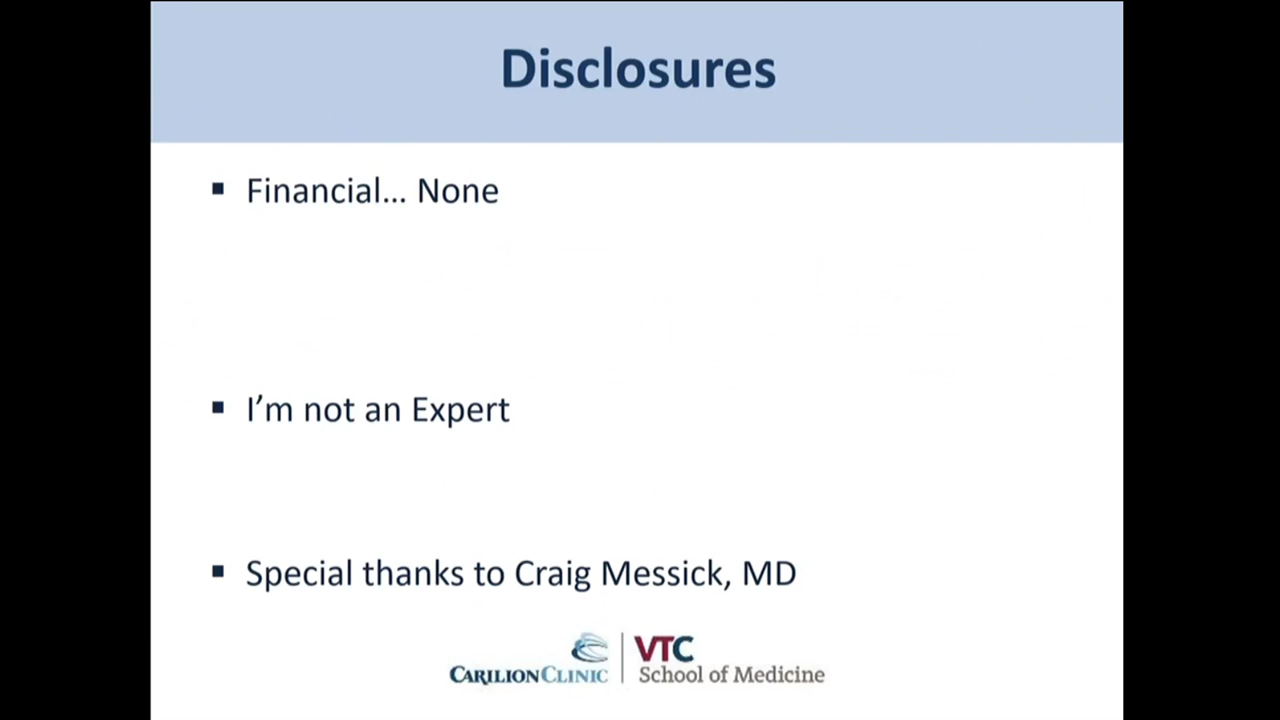 Disclosures
Financial... None
I'm not an Expert
Special thanks to Craig Messick, MD
CARILION CLINIC
VTC
School of Medicine